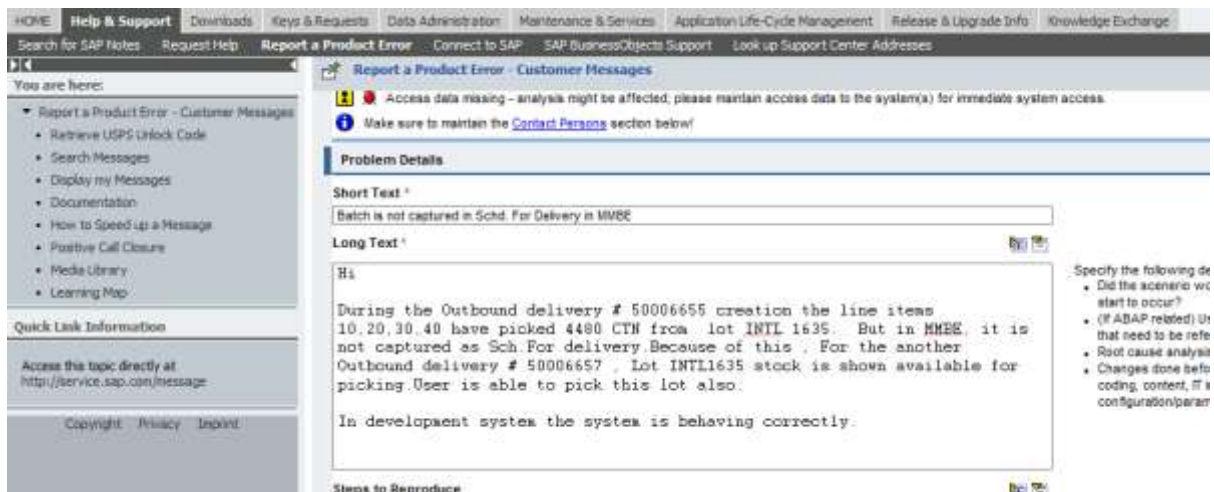 HOME Help & Support Downloads Keys & Requests Data Administration Maintenance & Services Application Life-Cycle Management Release & Upgrade Info Knowledge Exchange
Search for SAP Notes Request Help Report a Product Error Connect to SAP SAP BusinessObjects Support Look up Support Center Addresses
You are here:
Report a Product Error - Customer Messages
Retrieve USPS Unlock Code
Search Messages
Display my Messages
Documentation
How to Speed up a Message
Positive Call Closure
Media Library
Learning Map
Quick Link Information
Access this topic directly at
http://service.sap.com/message
Copyright Privacy Imprint
Report a Product Error - Customer Messages
Access data missing - analysis might be affected, please maintain access data to the system(s) for immediate system access.
Make sure to maintain the Contact Persons section below!
Problem Details
Short Text *
Batch is not captured in Schd. For Delivery in MMBE
Long Text *
Hi
During the Outbound delivery # 50006655 creation the line items
10,20,30,40 have picked 4480 CTN from lot INTL 1635. But in MMBE, it is
not captured as Sch.For delivery.Because of this , For the another
Outbound delivery # 50006657 , Lot INTL1635 stock is shown available for
picking.User is able to pick this lot also.
In development system the system is behaving correctly.
Specify the following de
Did the scenerio wo
start to occur?
(If ABAP related) Us
that need to be refe
Root cause analysis
Changes done befo
coding, content, IT i
configuration/param
Steps to Reproduce